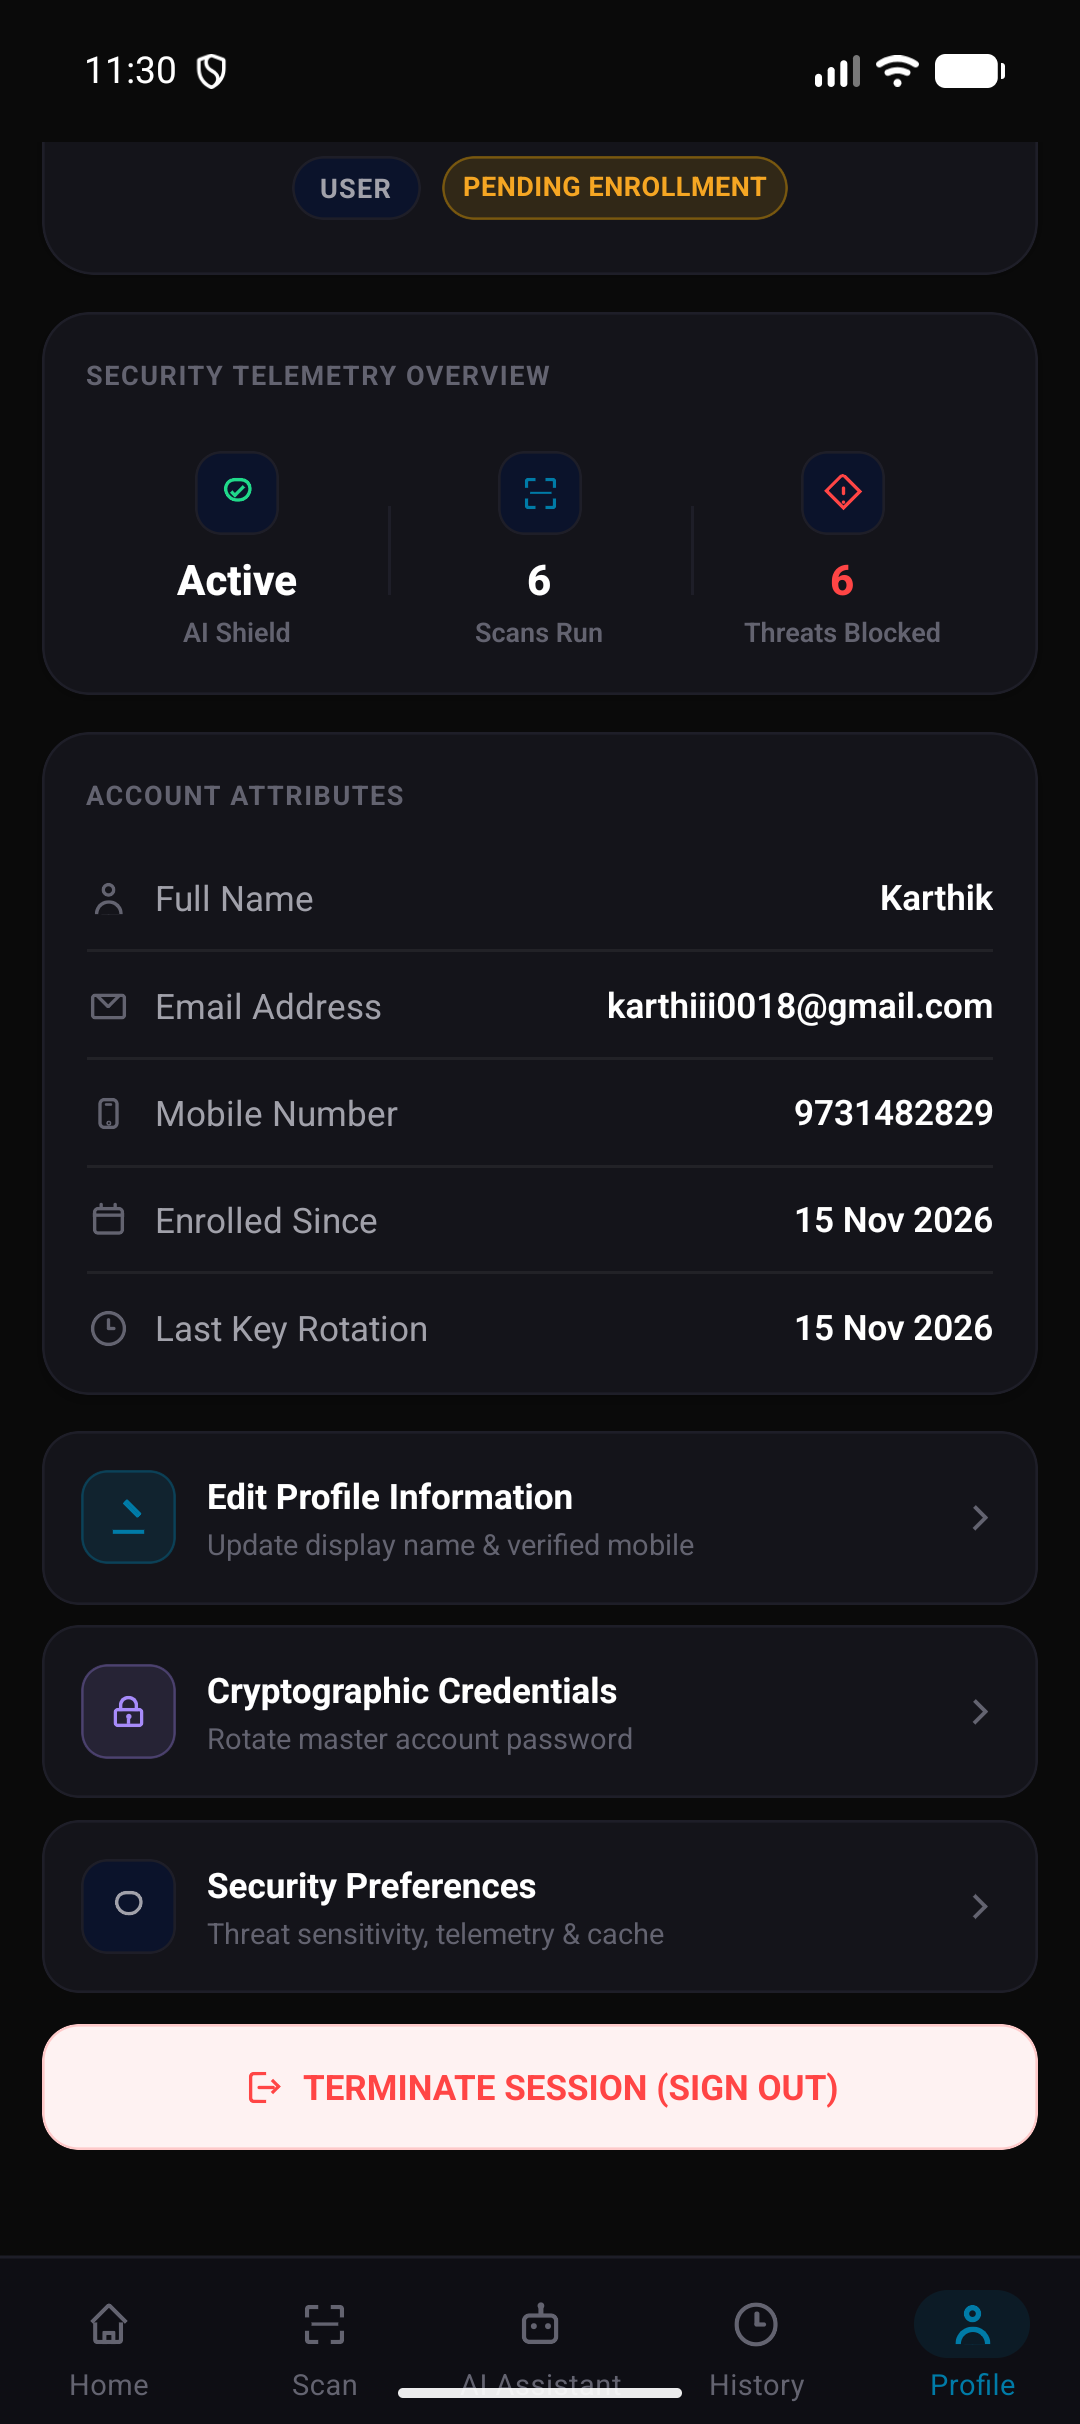 11:30
USER
PENDING ENROLLMENT
SECURITY TELEMETRY OVERVIEW
Active
AI Shield
6
Scans Run
6
Threats Blocked
ACCOUNT ATTRIBUTES
Full Name
Karthik
Email Address
karthiii0018@gmail.com
Mobile Number
9731482829
Enrolled Since
15 Nov 2026
Last Key Rotation
15 Nov 2026
Edit Profile Information
Update display name & verified mobile
Cryptographic Credentials
Rotate master account password
Security Preferences
Threat sensitivity, telemetry & cache
TERMINATE SESSION (SIGN OUT)
Home
Scan
AI Assistant
History
Profile